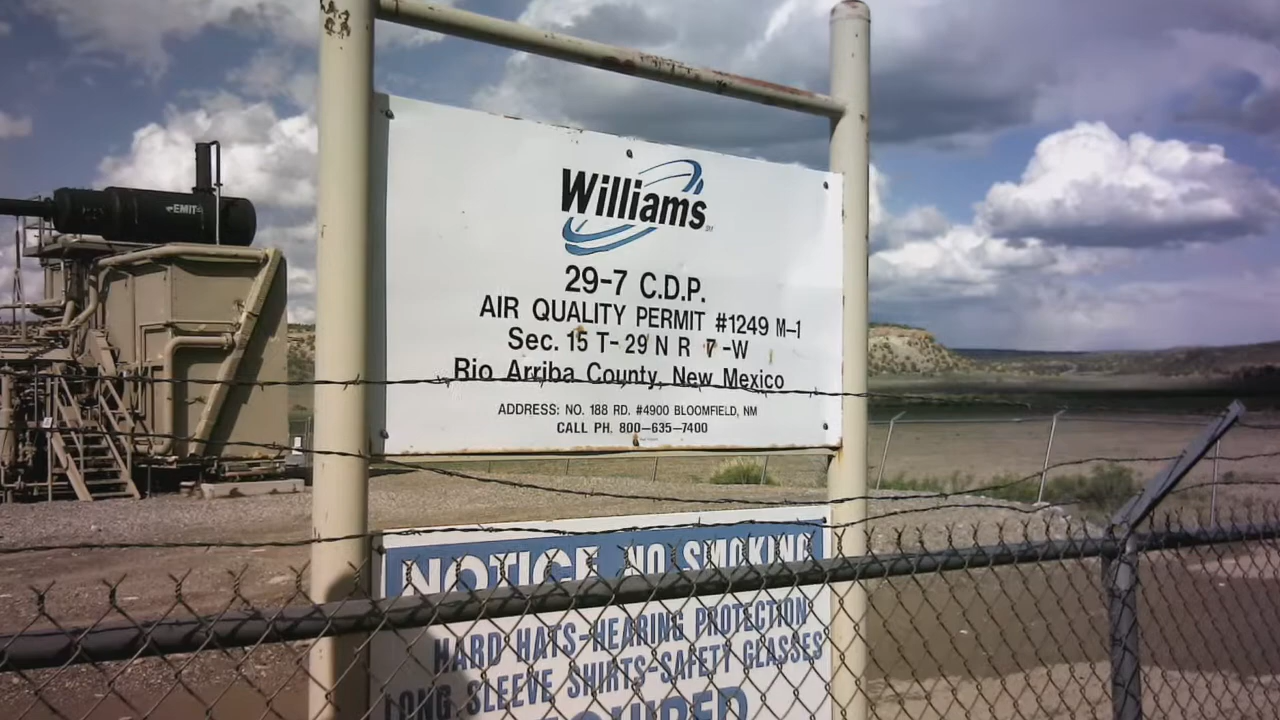 EMIT
Williams
29-7 C.D.P.
AIR QUALITY PERMIT #1249 M-1
Sec. 15 T-29 N R 7-W
Rio Arriba County, New Mexico
ADDRESS: NO. 188 RD. #4900 BLOOMFIELD, NM
CALL PH. 800-635-7400
NOTICE NO SMOKING
HARD HATS-HEARING PROTECTION
LONG SLEEVE SHIRTS-SAFETY GLASSES
REQUIRED